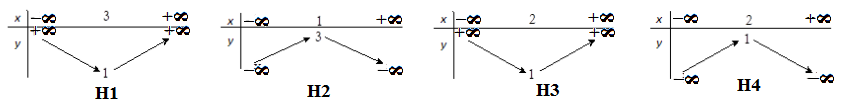 x −∞ 3 +∞
y +∞ 1 +∞
H1
x −∞ 1 +∞
y −∞ 3 −∞
H2
x −∞ 2 +∞
y +∞ 1 +∞
H3
x −∞ 2 +∞
y −∞ 1 −∞
H4